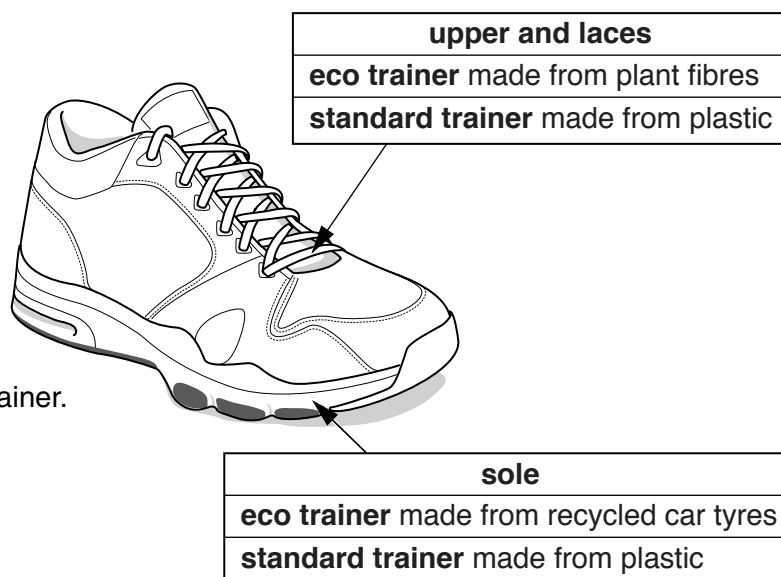 upper and laces
eco trainer made from plant fibres
standard trainer made from plastic
ainer.
sole
eco trainer made from recycled car tyres
standard trainer made from plastic